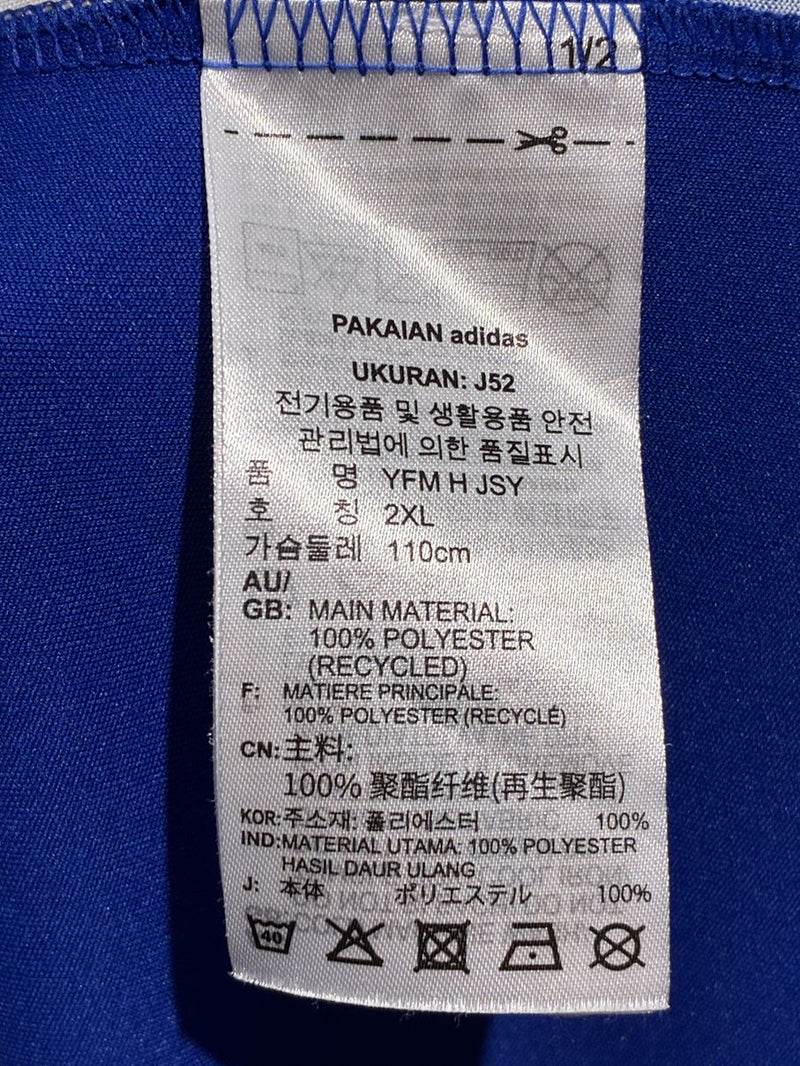 1/2
PAKAIAN adidas
UKURAN: J52
전기용품 및 생활용품 안전
관리법에 의한 품질표시
품 명 YFM H JSY
호 칭 2XL
가슴둘레 110cm
AU/
GB: MAIN MATERIAL:
100% POLYESTER
(RECYCLED)
F: MATIERE PRINCIPALE:
100% POLYESTER (RECYCLÉ)
CN: 主料:
100% 聚酯纤维(再生聚酯)
KOR: 주소재: 폴리에스터 100%
IND: MATERIAL UTAMA: 100% POLYESTER
HASIL DAUR ULANG
J: 本体 ポリエステル 100%
40